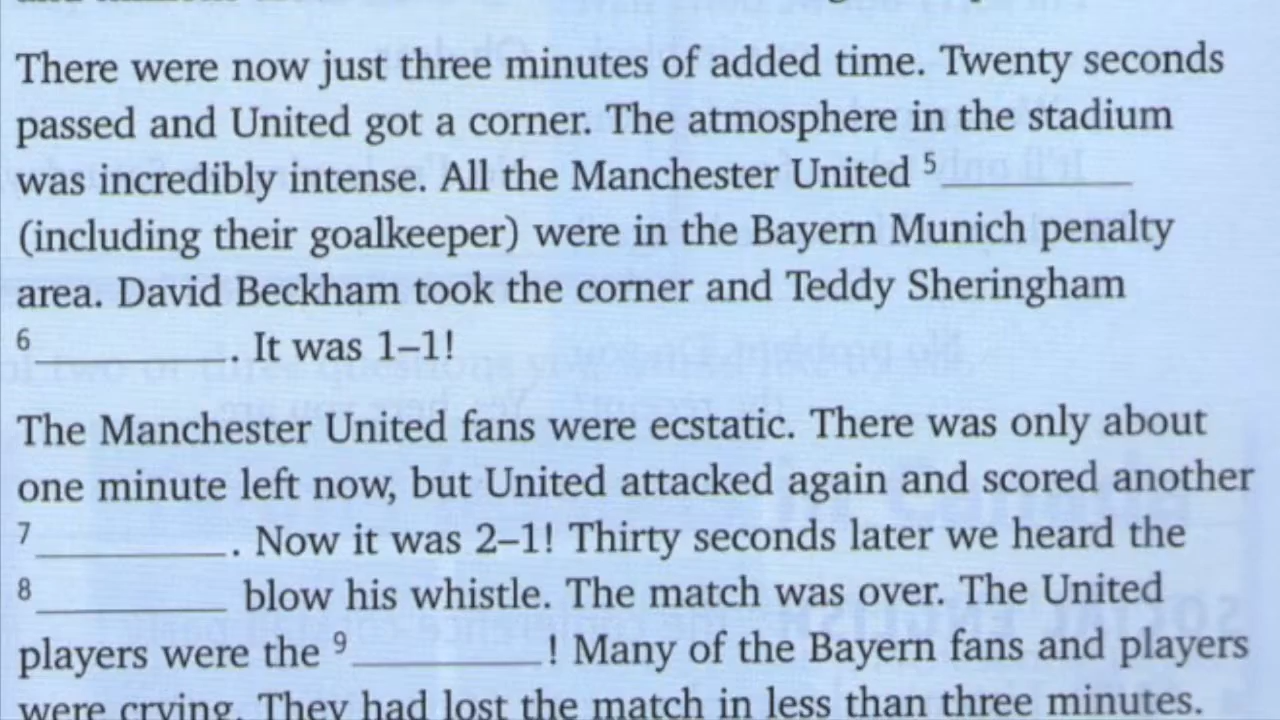 There were now just three minutes of added time. Twenty seconds
passed and United got a corner. The atmosphere in the stadium
was incredibly intense. All the Manchester United 5__________
(including their goalkeeper) were in the Bayern Munich penalty
area. David Beckham took the corner and Teddy Sheringham
6__________. It was 1–1!
The Manchester United fans were ecstatic. There was only about
one minute left now, but United attacked again and scored another
7__________. Now it was 2–1! Thirty seconds later we heard the
8__________ blow his whistle. The match was over. The United
players were the 9__________! Many of the Bayern fans and players
were crying. They had lost the match in less than three minutes.